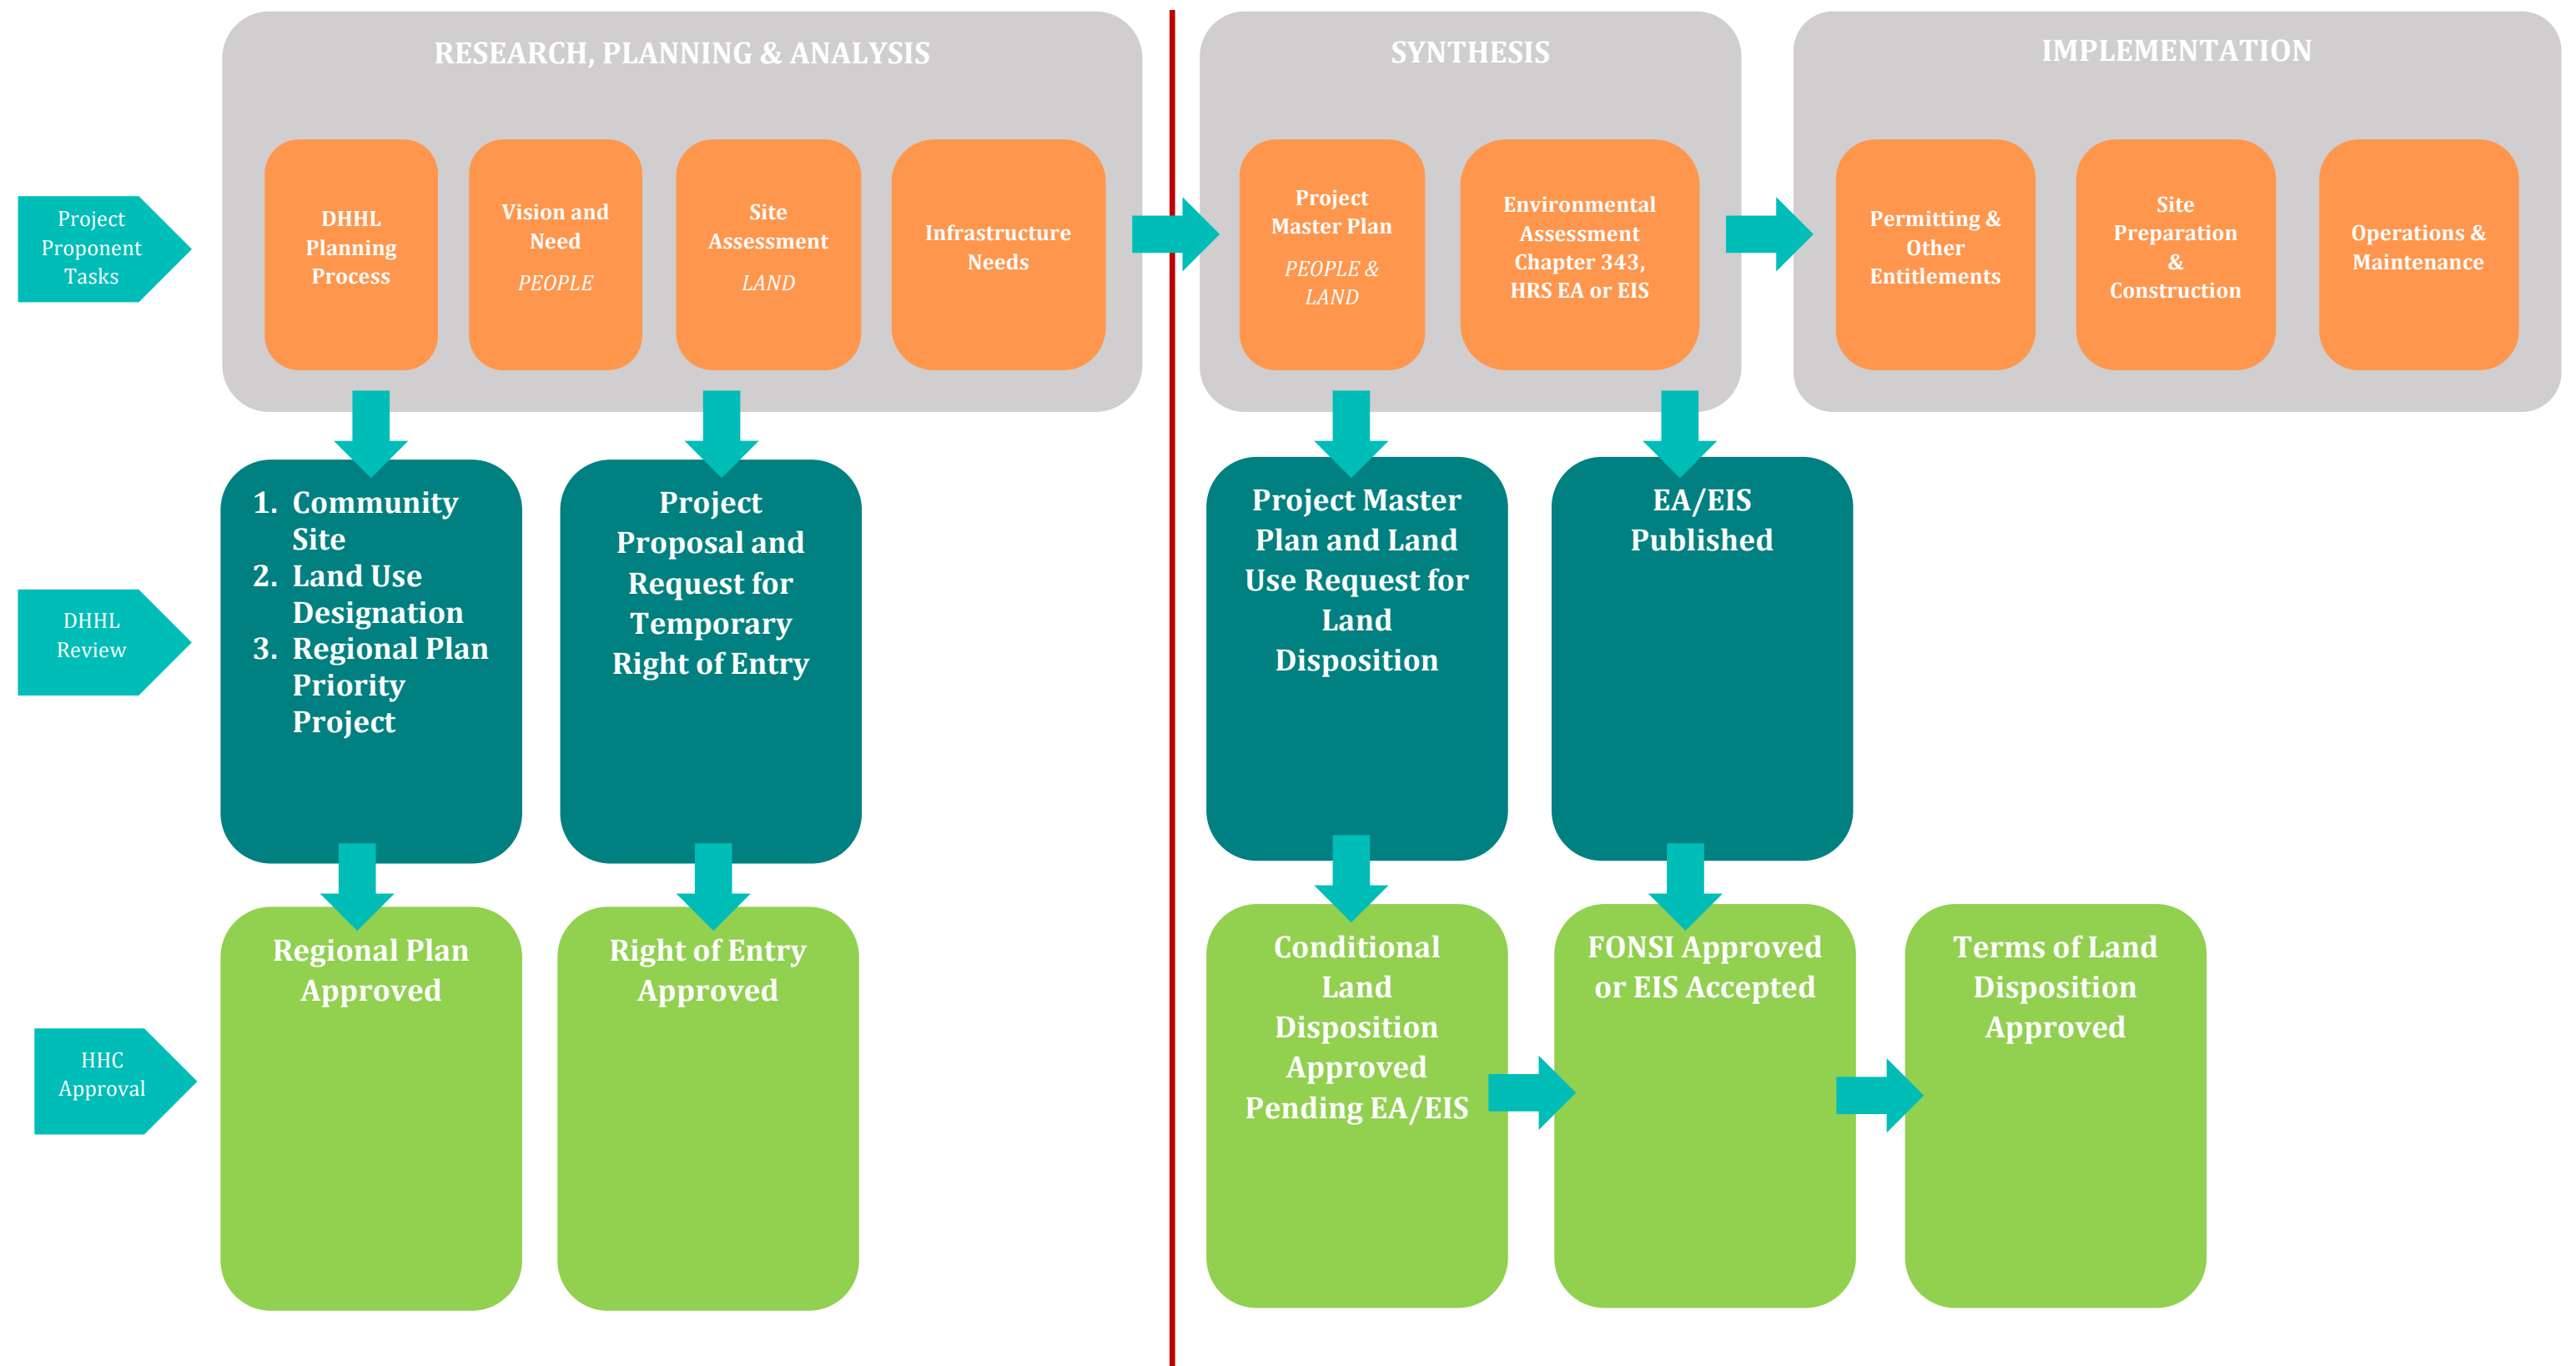 RESEARCH, PLANNING & ANALYSIS
SYNTHESIS
IMPLEMENTATION
Project
Proponent
Tasks
DHHL
Planning
Process
Vision and
Need
PEOPLE
Site
Assessment
LAND
Infrastructure
Needs
Project
Master Plan
PEOPLE &
LAND
Environmental
Assessment
Chapter 343,
HRS EA or EIS
Permitting &
Other
Entitlements
Site
Preparation
&
Construction
Operations &
Maintenance
DHHL
Review
1. Community
Site
2. Land Use
Designation
3. Regional Plan
Priority
Project
Project
Proposal and
Request for
Temporary
Right of Entry
Project Master
Plan and Land
Use Request for
Land
Disposition
EA/EIS
Published
HHC
Approval
Regional Plan
Approved
Right of Entry
Approved
Conditional
Land
Disposition
Approved
Pending EA/EIS
FONSI Approved
or EIS Accepted
Terms of Land
Disposition
Approved